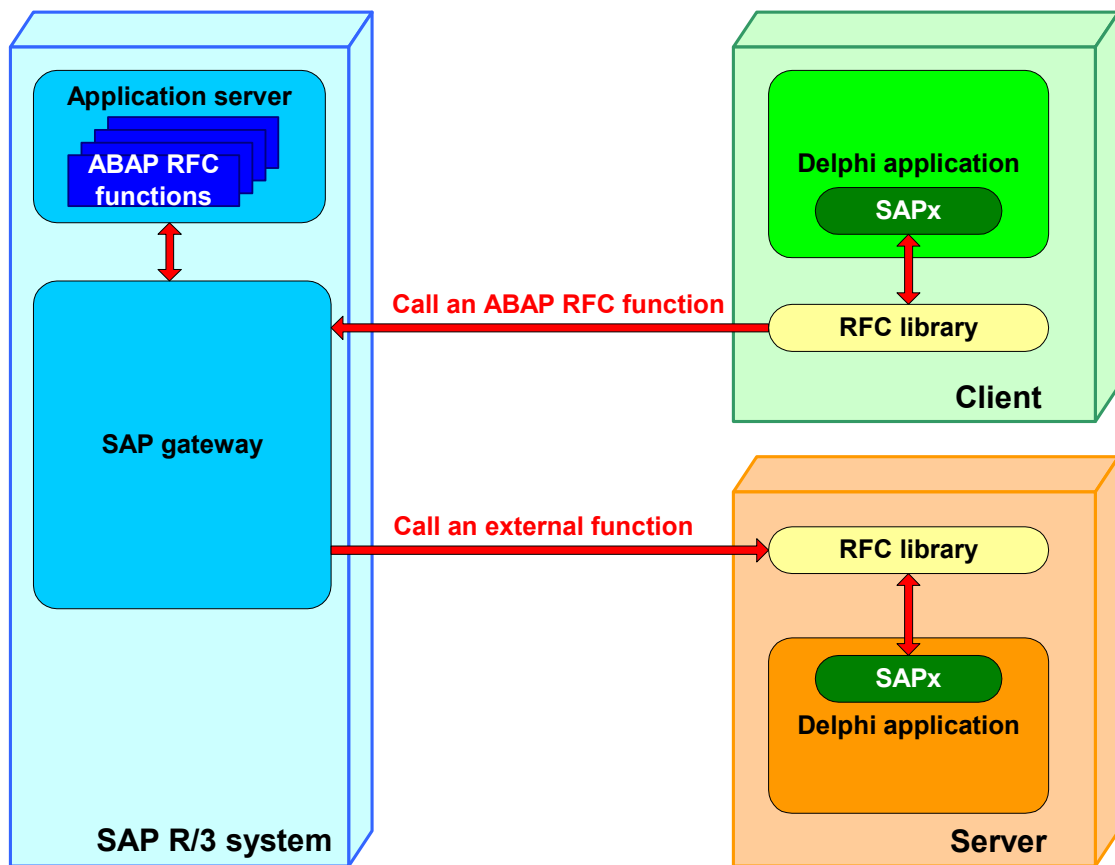 Application server
ABAP RFC
functions
SAP gateway
SAP R/3 system
Call an ABAP RFC function
Call an external function
Delphi application
SAPx
RFC library
Client
RFC library
SAPx
Delphi application
Server